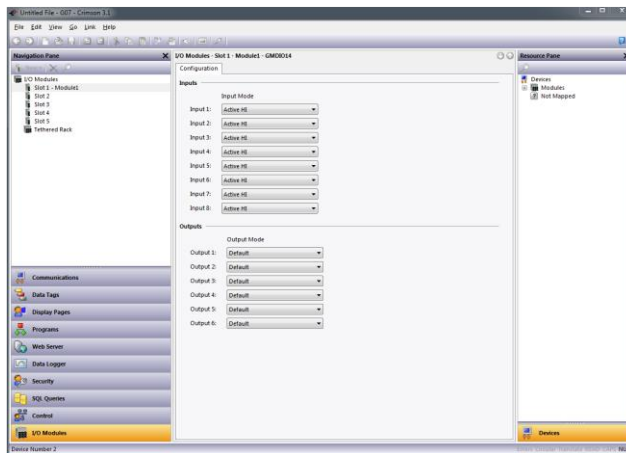 Untitled File - G07 - Crimson 3.1
File Edit View Go Link Help
Navigation Pane
I/O Modules
Slot 1 - Module1
Slot 2
Slot 3
Slot 4
Slot 5
Tethered Rack
Communications
Data Tags
Display Pages
Programs
Web Server
Data Logger
Security
SQL Queries
Control
I/O Modules
I/O Modules - Slot 1 - Module1 - GMDIO14
Configuration
Inputs
Input Mode
Input 1: Active HI
Input 2: Active HI
Input 3: Active HI
Input 4: Active HI
Input 5: Active HI
Input 6: Active HI
Input 7: Active HI
Input 8: Active HI
Outputs
Output Mode
Output 1: Default
Output 2: Default
Output 3: Default
Output 4: Default
Output 5: Default
Output 6: Default
Resource Pane
Devices
Modules
Not Mapped
Devices
Device Number 2